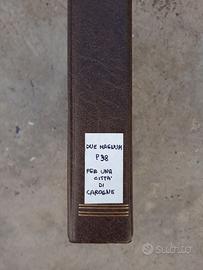 DUE MAGNUM
P38
PER UNA
CITTA'
DI
CAROGNE
subito